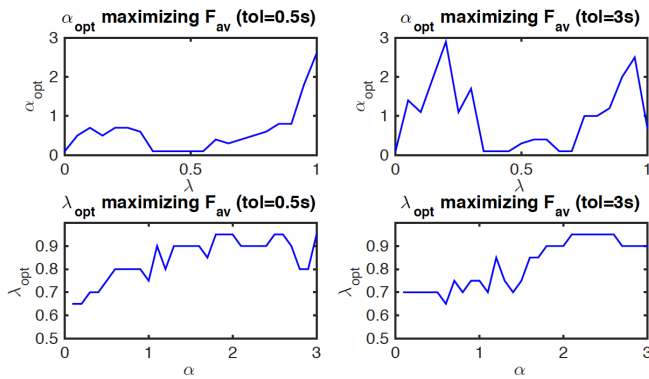 α_opt maximizing F_av (tol=0.5s)
3
2
1
0
α_opt
0
0.5
1
λ
α_opt maximizing F_av (tol=3s)
3
2
1
0
α_opt
0
0.5
1
λ
λ_opt maximizing F_av (tol=0.5s)
0.9
0.8
0.7
0.6
0.5
λ_opt
0
1
2
3
α
λ_opt maximizing F_av (tol=3s)
0.9
0.8
0.7
0.6
0.5
λ_opt
0
1
2
3
α